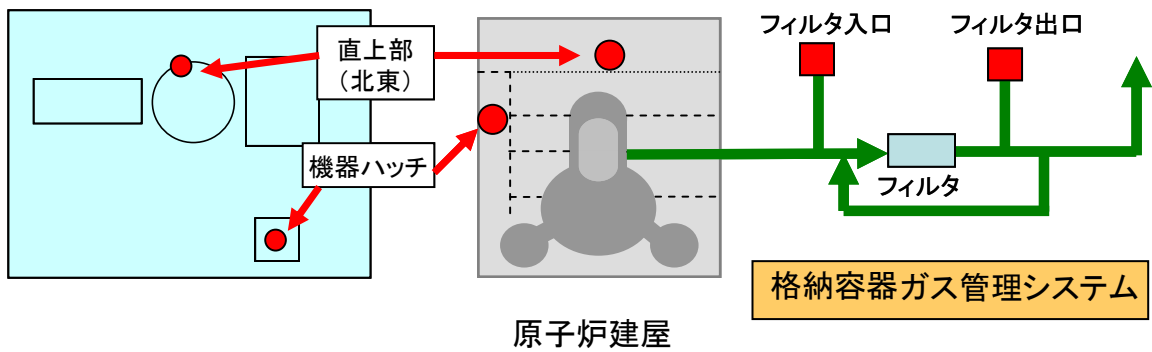 直上部
(北東)
機器ハッチ
フィルタ入口
フィルタ出口
フィルタ
格納容器ガス管理システム
原子炉建屋